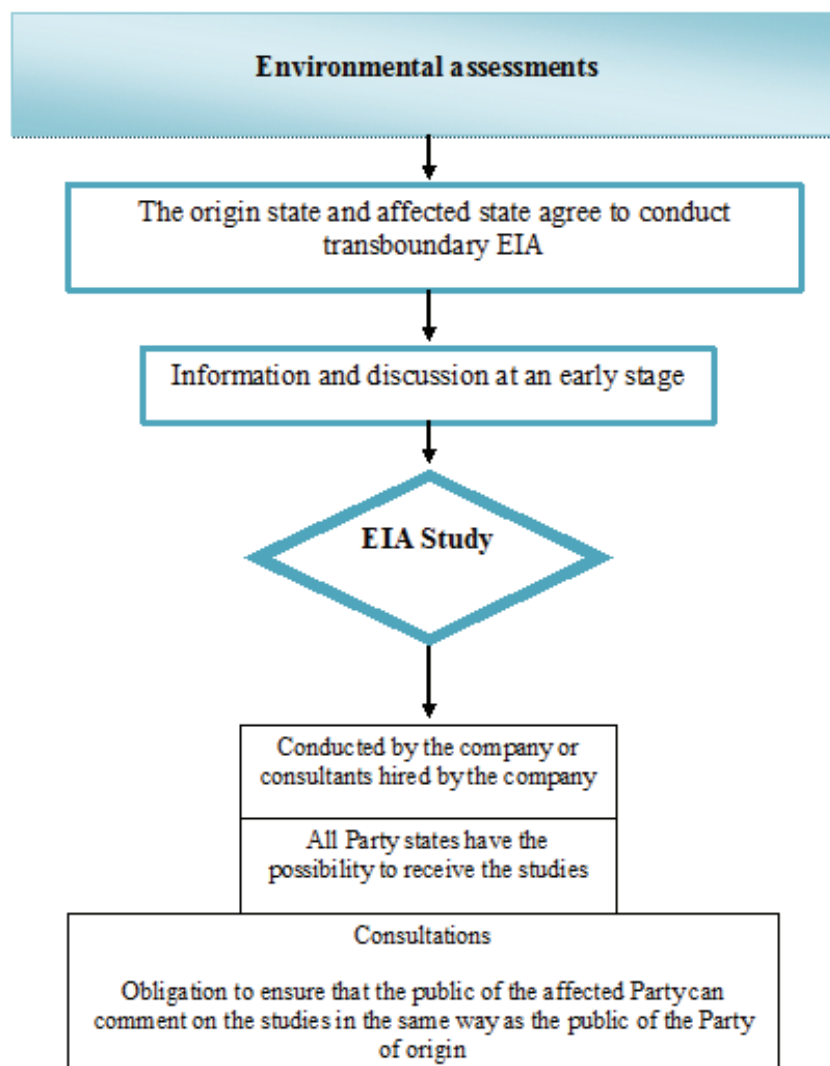 Environmental assessments
The origin state and affected state agree to conduct
transboundary EIA
Information and discussion at an early stage
EIA Study
Conducted by the company or
consultants hired by the company
All Party states have the
possibility to receive the studies
Consultations
Obligation to ensure that the public of the affected Party can
comment on the studies in the same way as the public of the Party
of origin